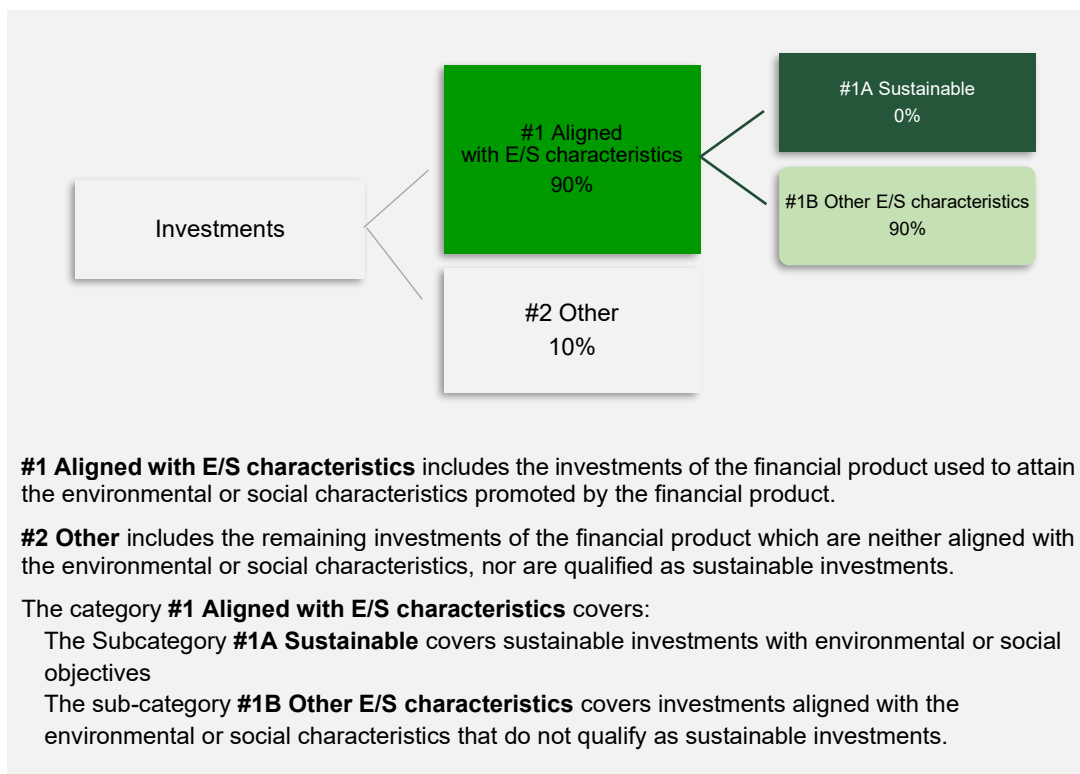 #1A Sustainable
0%
#1 Aligned
with E/S characteristics
90%
#1B Other E/S characteristics
90%
Investments
#2 Other
10%
#1 Aligned with E/S characteristics includes the investments of the financial product used to attain
the environmental or social characteristics promoted by the financial product.
#2 Other includes the remaining investments of the financial product which are neither aligned with
the environmental or social characteristics, nor are qualified as sustainable investments.
The category #1 Aligned with E/S characteristics covers:
The Subcategory #1A Sustainable covers sustainable investments with environmental or social
objectives
The sub-category #1B Other E/S characteristics covers investments aligned with the
environmental or social characteristics that do not qualify as sustainable investments.